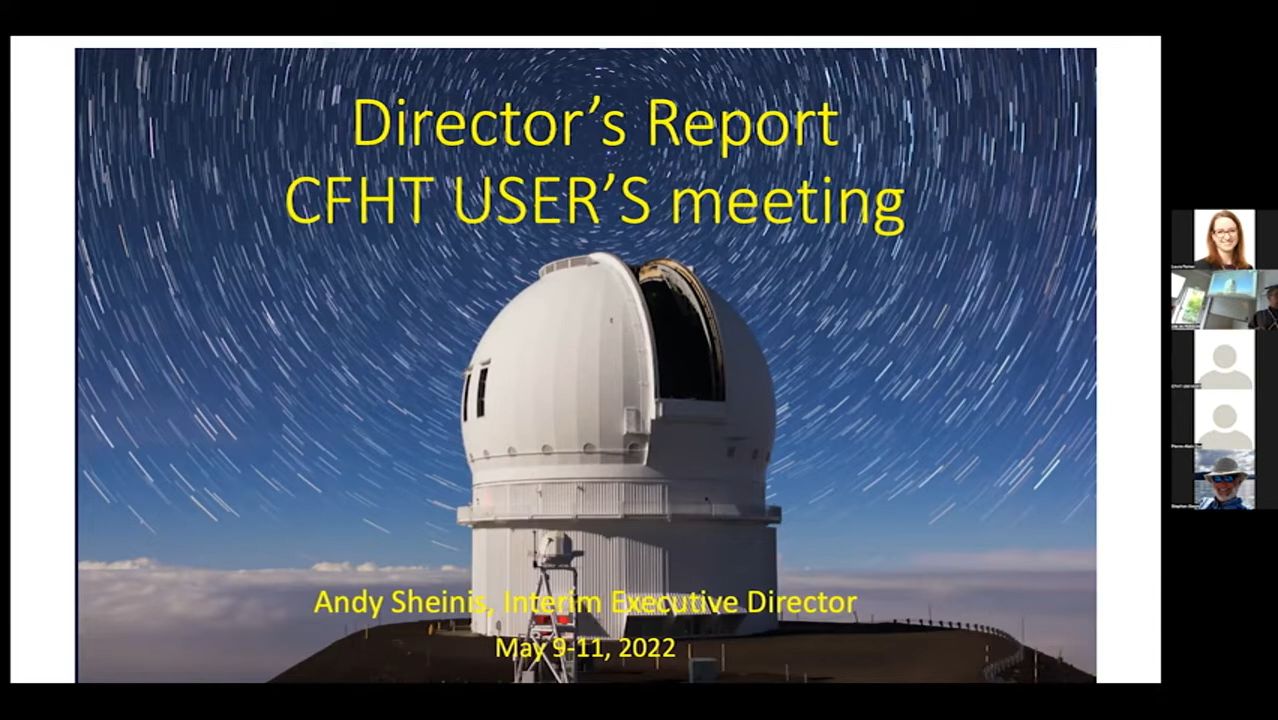 Director's Report
CFHT USER'S meeting
Andy Sheinis, Interim Executive Director
May 9-11, 2022